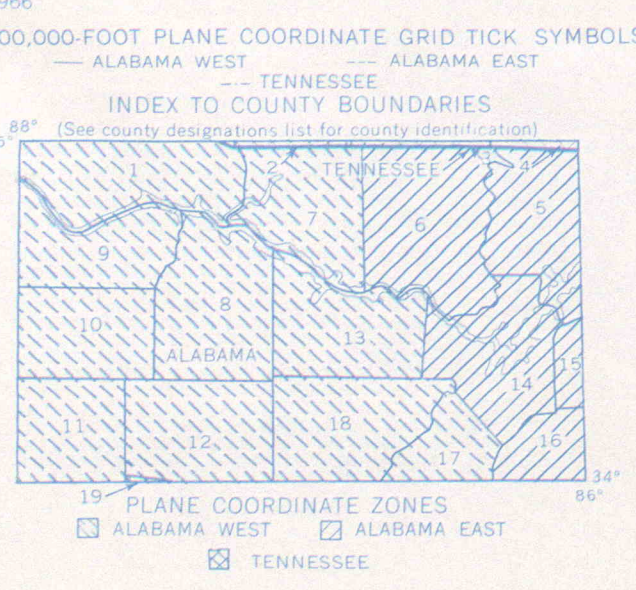 966
00,000-FOOT PLANE COORDINATE GRID TICK SYMBOLS
ALABAMA WEST ALABAMA EAST
TENNESSEE
INDEX TO COUNTY BOUNDARIES
88° (See county designations list for county identification)
5°
1 2 TENNESSEE 3 4
5
7 6
9
8
10 13
ALABAMA
15
14
11 12 18 16
17
19 34°
86°
PLANE COORDINATE ZONES
ALABAMA WEST ALABAMA EAST
TENNESSEE